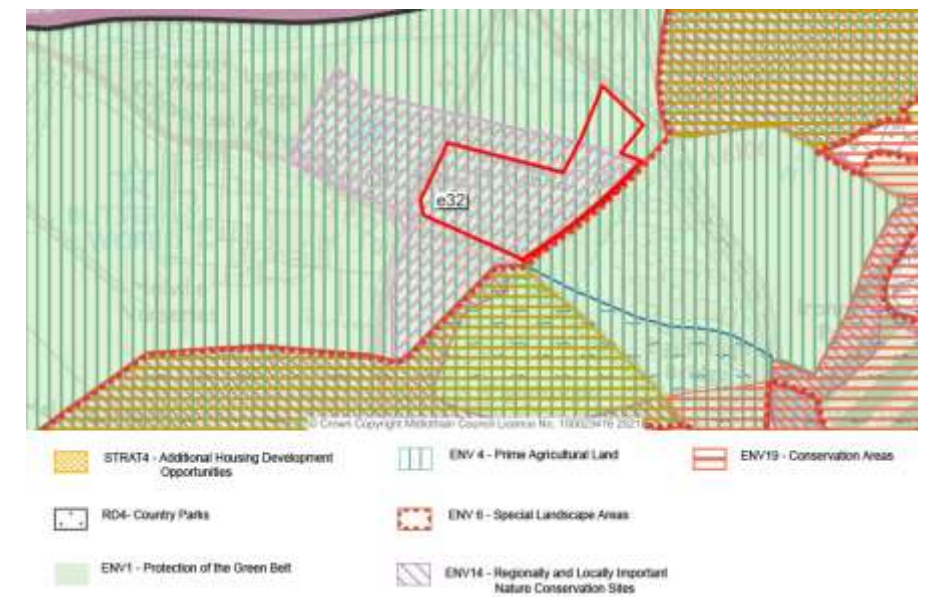 e32
© Crown Copyright Midlothian Council Licence No. 100023416 2021
STRAT4 - Additional Housing Development
Opportunities
ENV 4 - Prime Agricultural Land
ENV19 - Conservation Areas
RD4- Country Parks
ENV 6 - Special Landscape Areas
ENV1 - Protection of the Green Belt
ENV14 - Regionally and Locally Important
Nature Conservation Sites